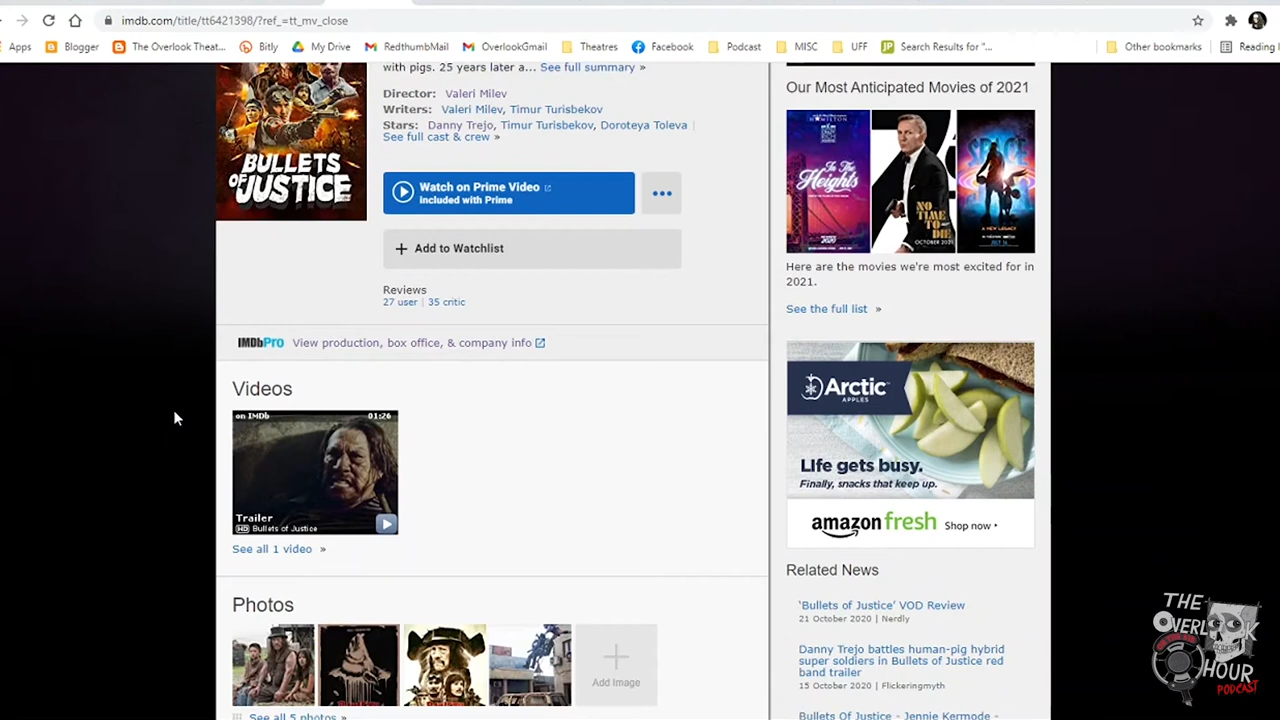 imdb.com/title/tt6421398/?ref_=tt_mv_close
Apps Blogger The Overlook Theat... Bitly My Drive RedthumbMail OverlookGmail Theatres Facebook Podcast MISC UFF Search Results for "... Other bookmarks Reading
with pigs. 25 years later a... See full summary »
Director: Valeri Milev
Writers: Valeri Milev, Timur Turisbekov
Stars: Danny Trejo, Timur Turisbekov, Doroteya Toleva |
See full cast & crew »
BULLETS
OF JUSTICE
Watch on Prime Video
Included with Prime
+ Add to Watchlist
Reviews
27 user | 35 critic
IMDbPro View production, box office, & company info
Videos
on IMDb 01:26
Trailer
HD Bullets of Justice
See all 1 video »
Photos
Add Image
See all 5 photos »
Our Most Anticipated Movies of 2021
HAMILTON
In The
Heights
2020
NO
TIME TO
DIE
OCTOBER 2021
SPACE
A NEW LEGACY
JULY 16
Here are the movies we're most excited for in
2021.
See the full list »
Arctic
APPLES
Life gets busy.
Finally, snacks that keep up.
amazon fresh Shop now ▸
Related News
'Bullets of Justice' VOD Review
21 October 2020 | Nerdly
Danny Trejo battles human-pig hybrid
super soldiers in Bullets of Justice red
band trailer
15 October 2020 | Flickeringmyth
Bullets Of Justice - Jennie Kermode -
THE
OVERLOOK
HOUR
PODCAST